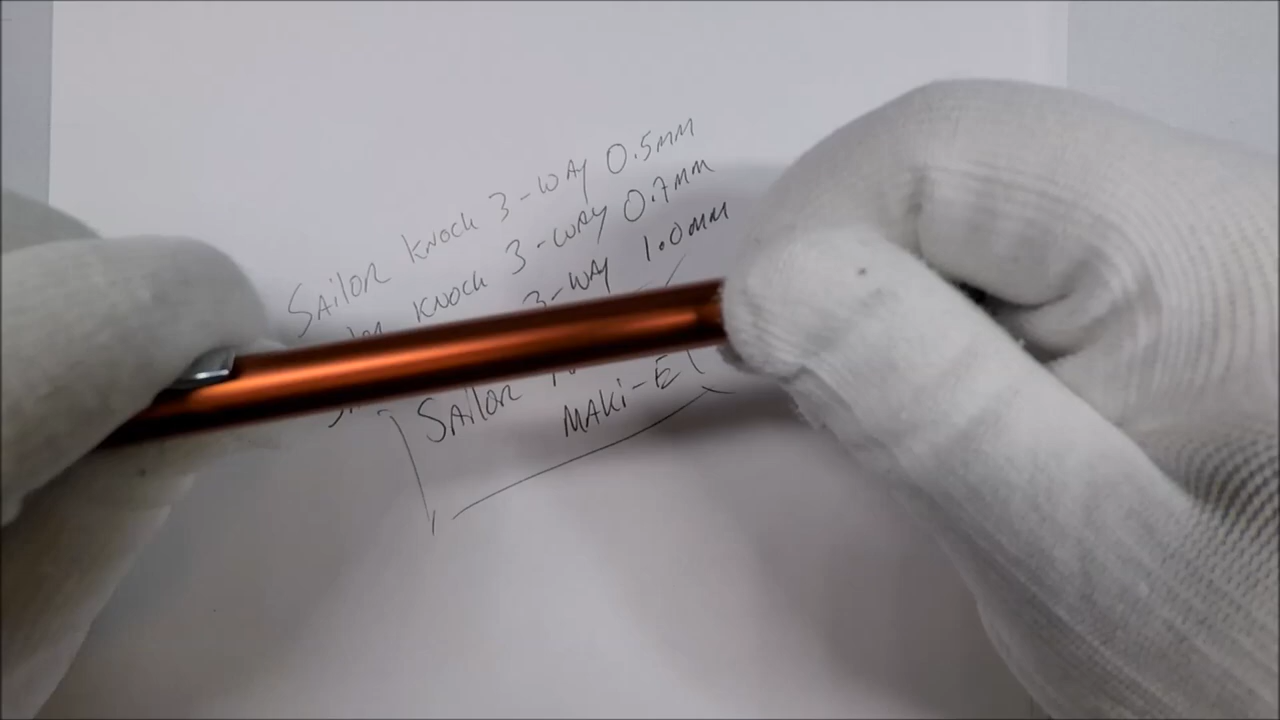 SAilOR KNOCK 3-WAY 0.5MM
KNOCK 3-WAY 0.7MM
3-WAY 1.0MM
SAilOR
MAKi-E